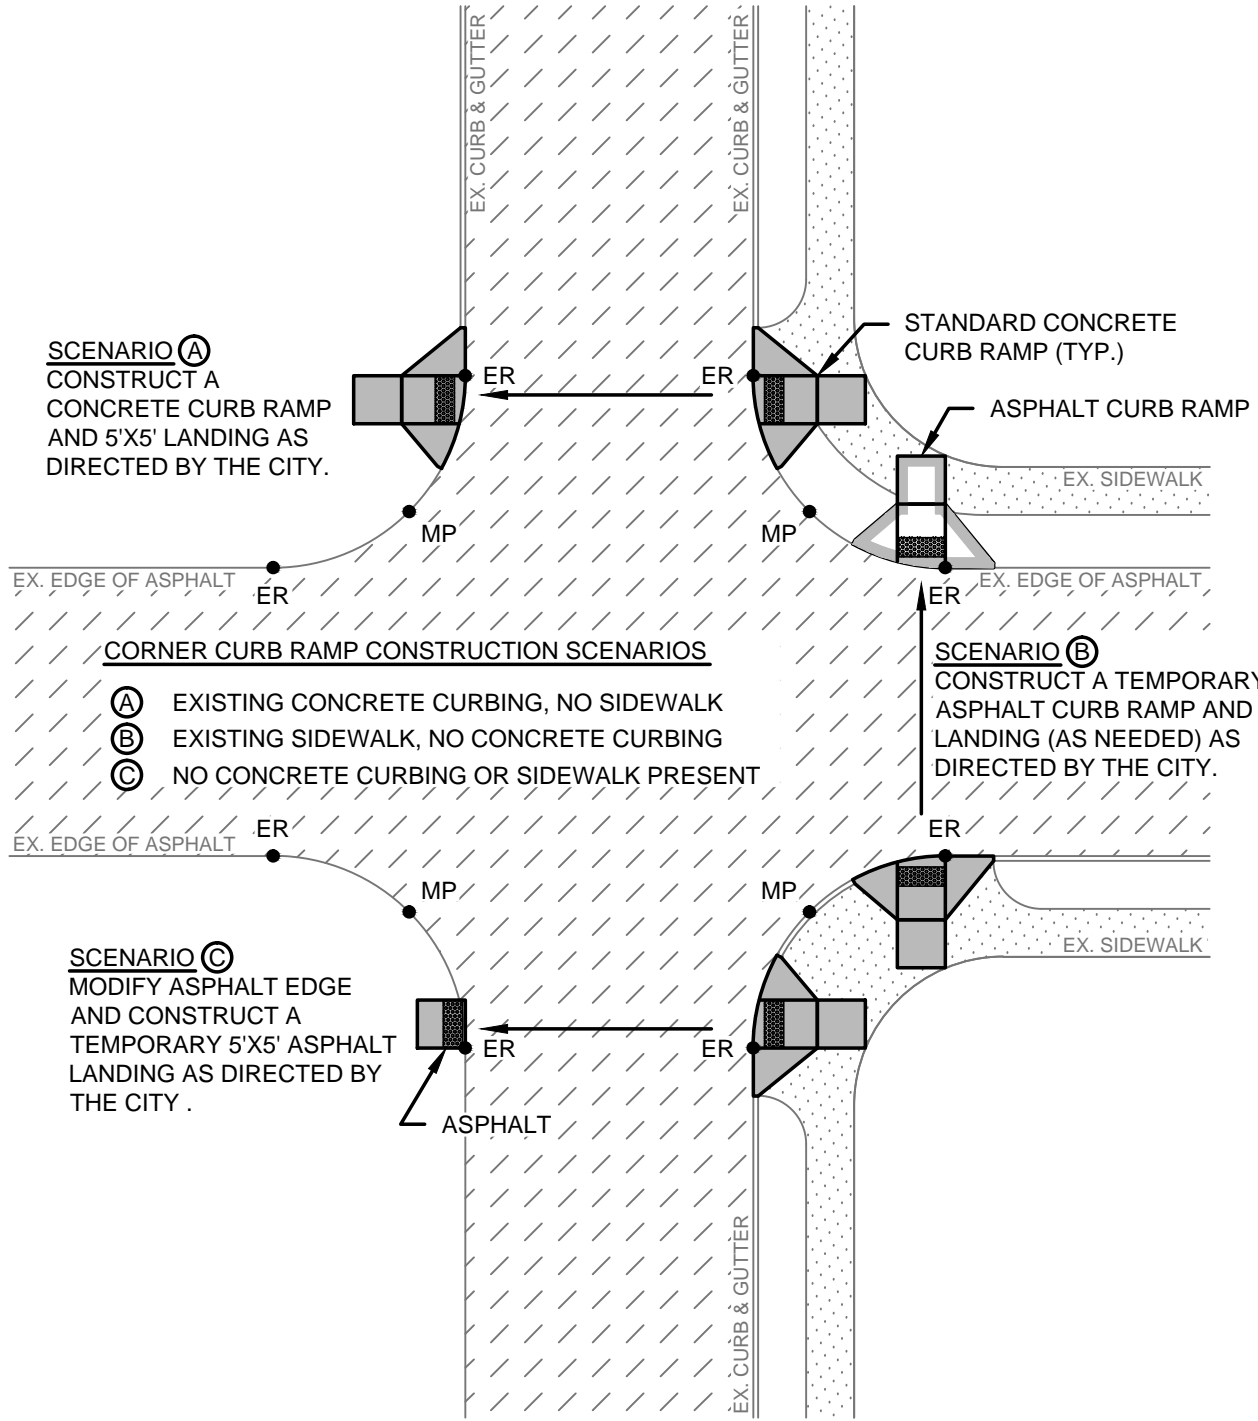 EX. CURB & GUTTER
EX. CURB & GUTTER
SCENARIO A
CONSTRUCT A
CONCRETE CURB RAMP
AND 5'X5' LANDING AS
DIRECTED BY THE CITY.
ER
ER
STANDARD CONCRETE
CURB RAMP (TYP.)
ASPHALT CURB RAMP
EX. SIDEWALK
MP
MP
EX. EDGE OF ASPHALT
ER
ER
EX. EDGE OF ASPHALT
CORNER CURB RAMP CONSTRUCTION SCENARIOS
A EXISTING CONCRETE CURBING, NO SIDEWALK
B EXISTING SIDEWALK, NO CONCRETE CURBING
C NO CONCRETE CURBING OR SIDEWALK PRESENT
SCENARIO B
CONSTRUCT A TEMPORARY
ASPHALT CURB RAMP AND
LANDING (AS NEEDED) AS
DIRECTED BY THE CITY.
EX. EDGE OF ASPHALT
ER
ER
MP
MP
EX. SIDEWALK
SCENARIO C
MODIFY ASPHALT EDGE
AND CONSTRUCT A
TEMPORARY 5'X5' ASPHALT
LANDING AS DIRECTED BY
THE CITY .
ER
ER
ASPHALT
EX. CURB & GUTTER